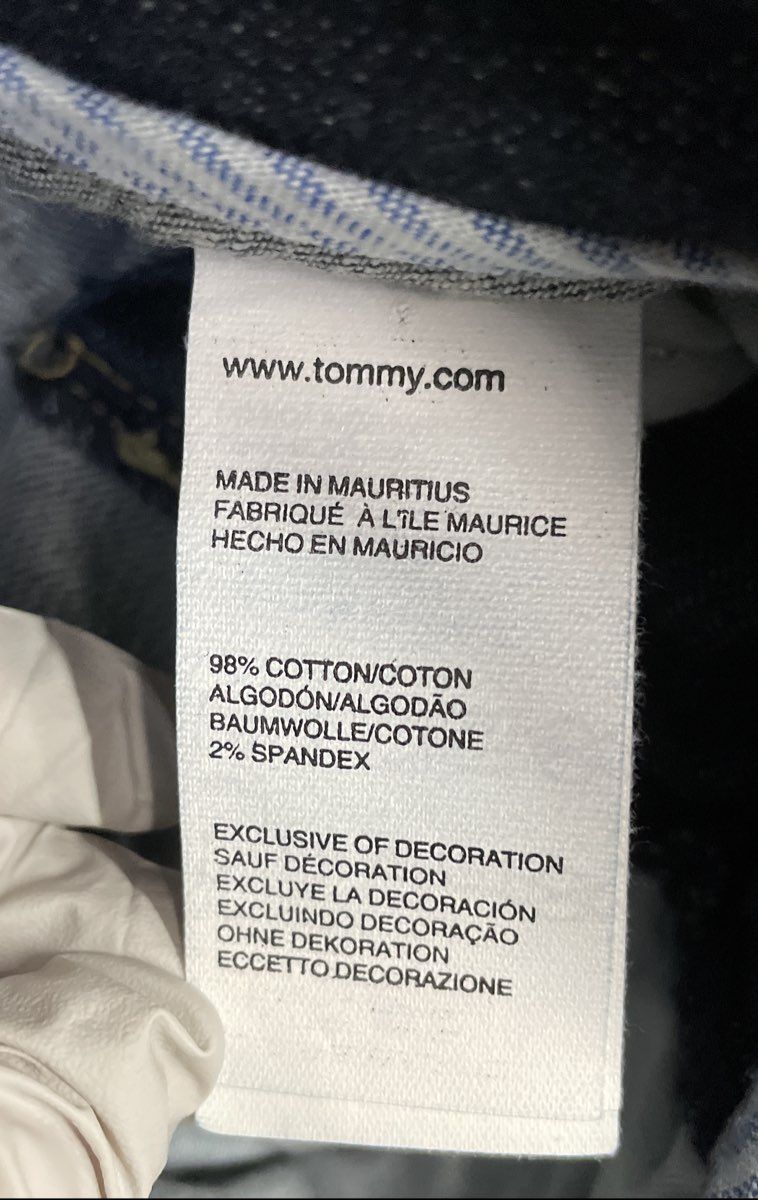 www.tommy.com
MADE IN MAURITIUS
FABRIQUÉ À L'ÎLE MAURICE
HECHO EN MAURICIO
98% COTTON/COTON
ALGODÓN/ALGODÃO
BAUMWOLLE/COTONE
2% SPANDEX
EXCLUSIVE OF DECORATION
SAUF DÉCORATION
EXCLUYE LA DECORACIÓN
EXCLUINDO DECORAÇÃO
OHNE DEKORATION
ECCETTO DECORAZIONE